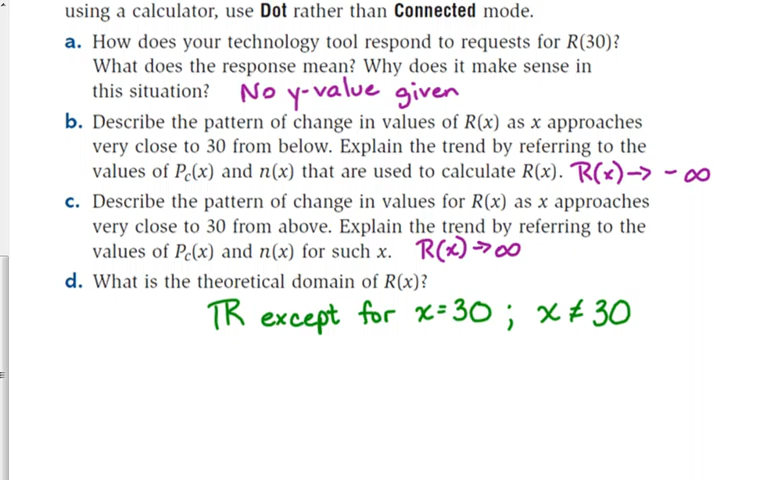 using a calculator, use Dot rather than Connected mode.
a. How does your technology tool respond to requests for R(30)?
What does the response mean? Why does it make sense in
this situation? No y-value given
b. Describe the pattern of change in values of R(x) as x approaches
very close to 30 from below. Explain the trend by referring to the
values of Pc(x) and n(x) that are used to calculate R(x). R(x) → - ∞
c. Describe the pattern of change in values for R(x) as x approaches
very close to 30 from above. Explain the trend by referring to the
values of Pc(x) and n(x) for such x. R(x) → ∞
d. What is the theoretical domain of R(x)?
ℝ except for x = 30 ; x ≠ 30